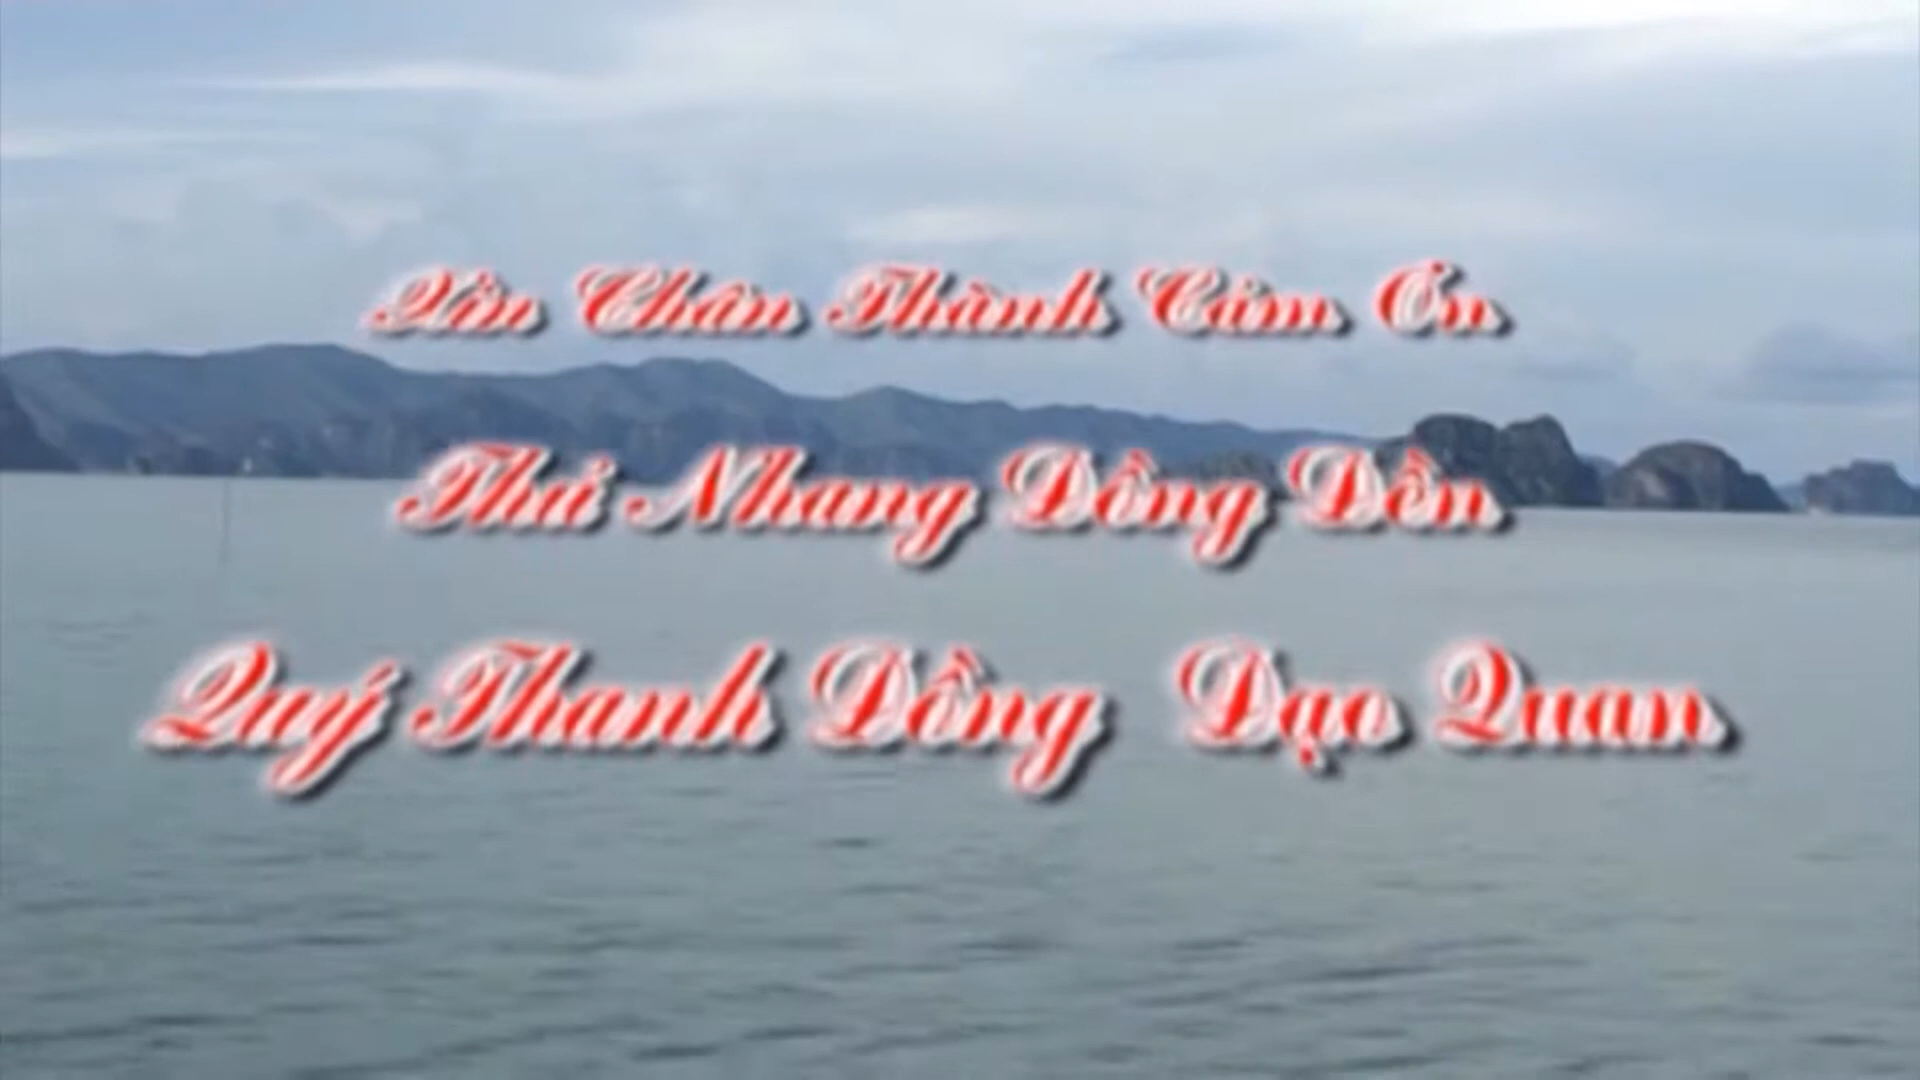 Xin Chân Thành Cảm Ơn
Thủ Nhang Đồng Đền
Quý Thanh Đồng Đạo Quan